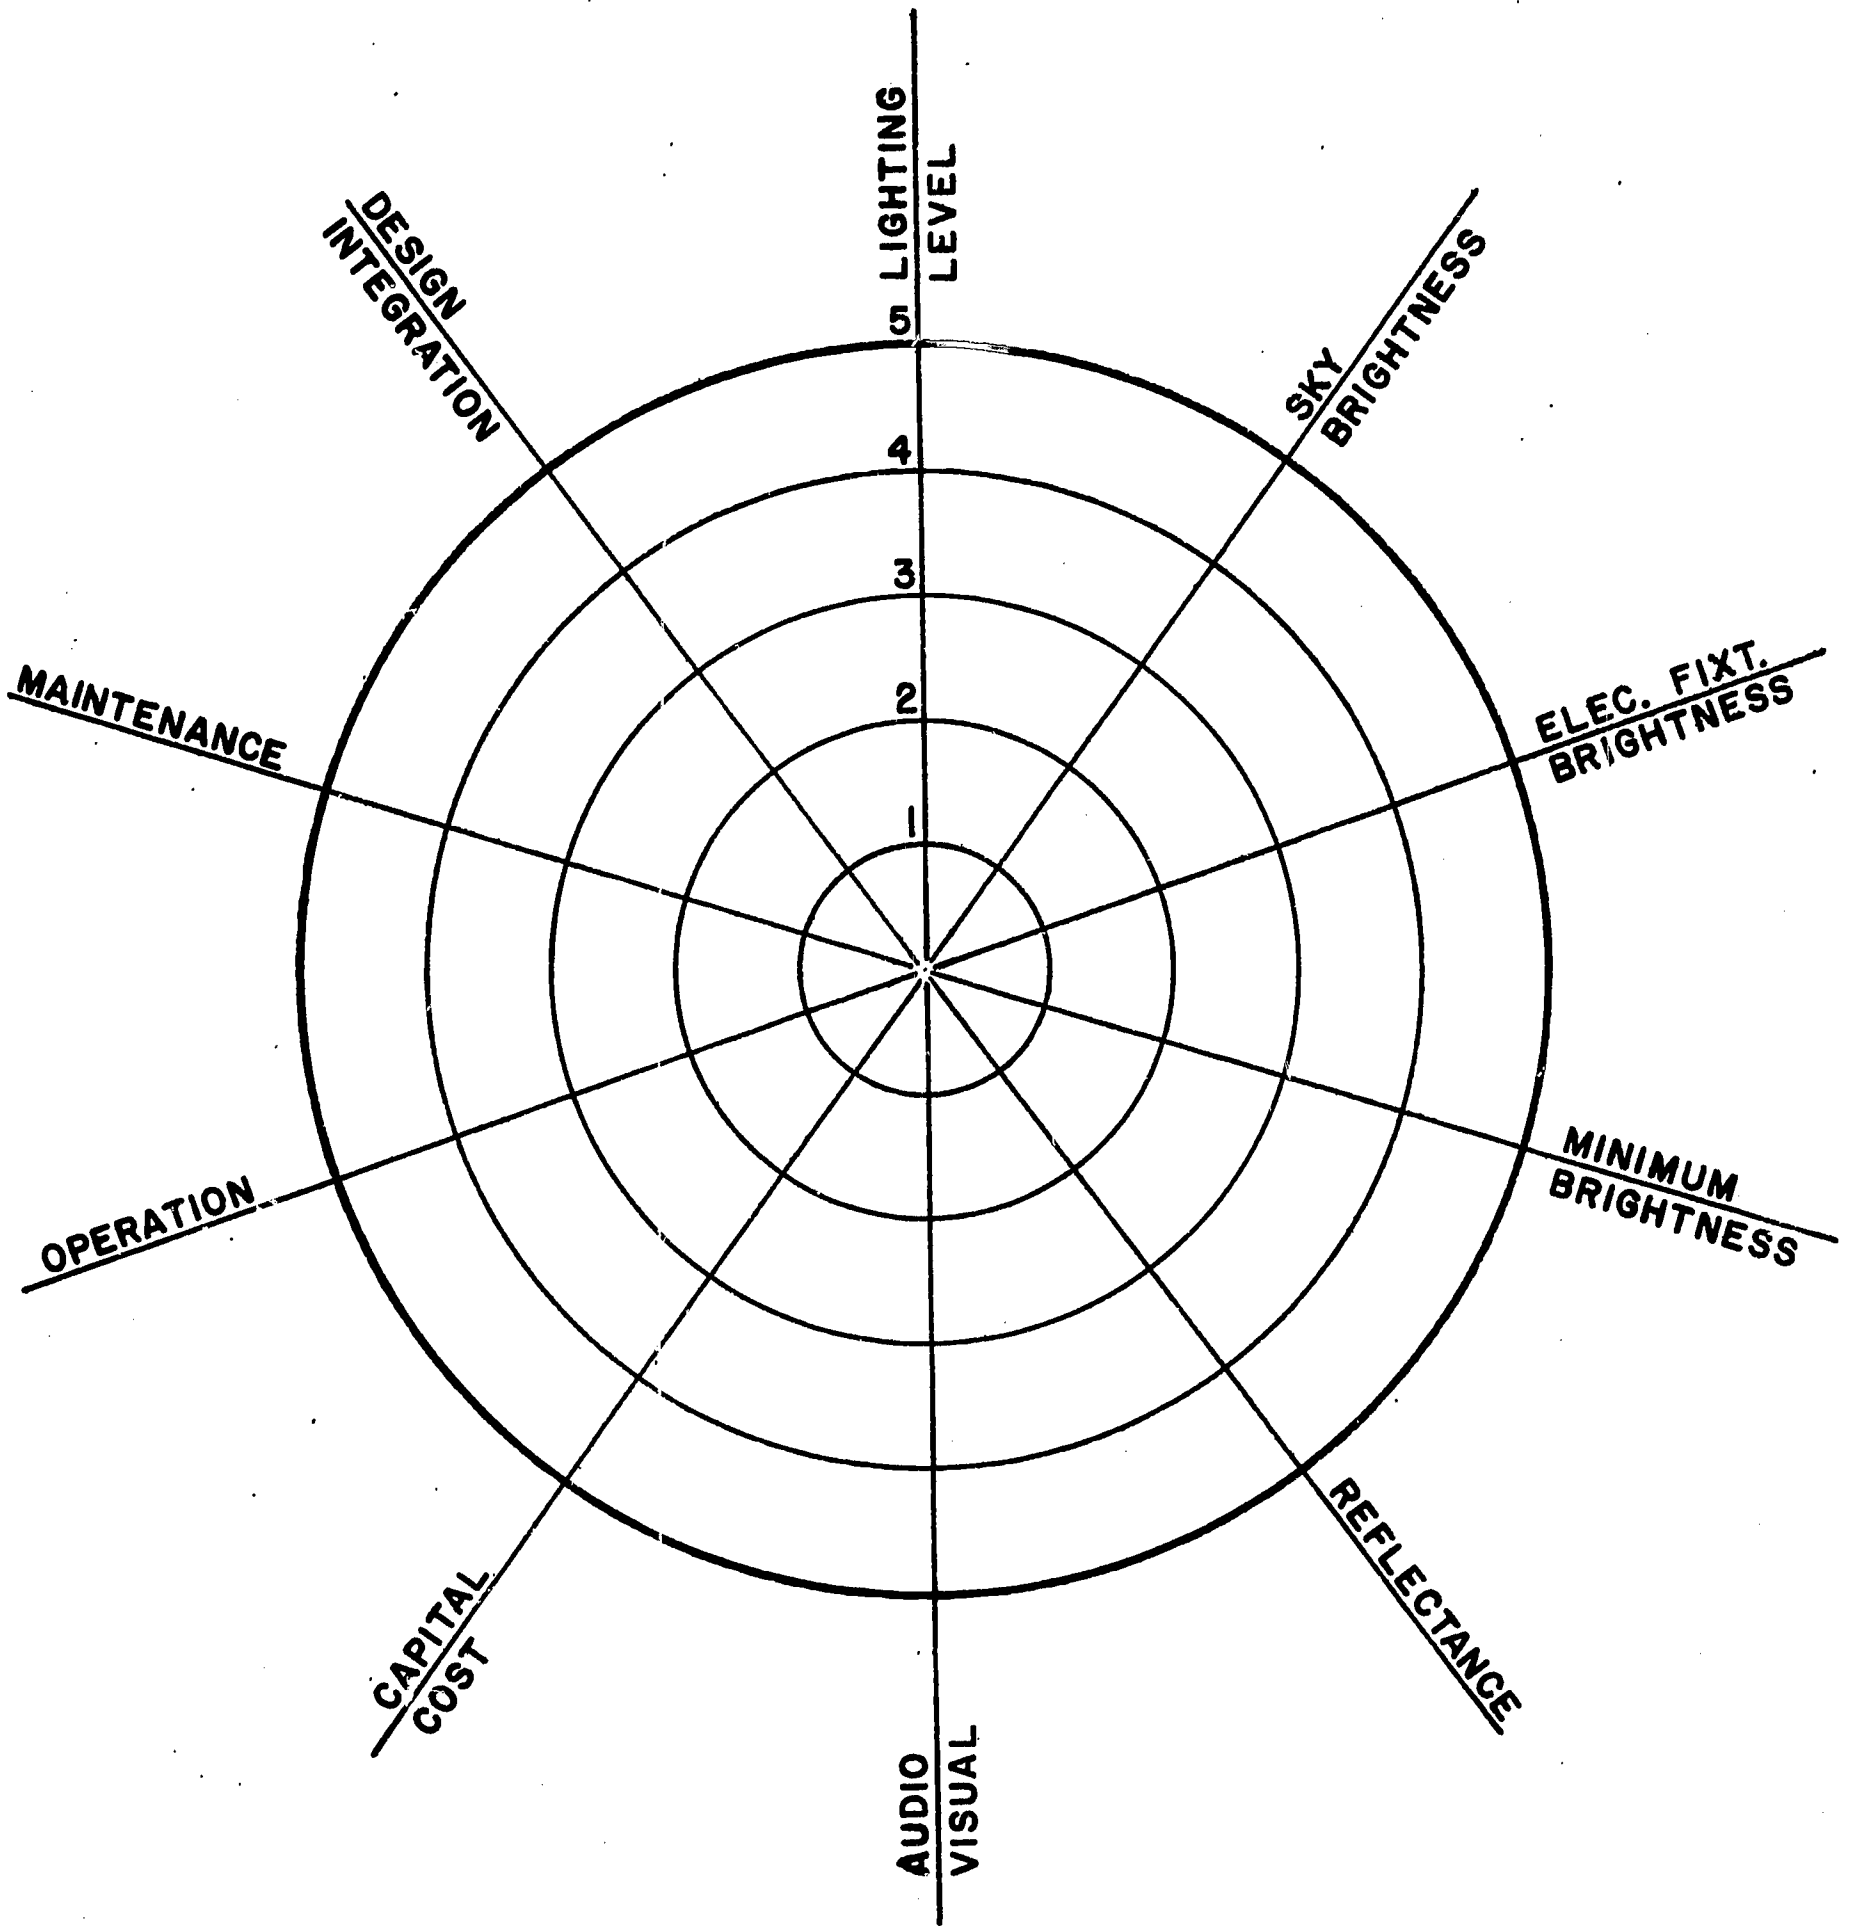 LIGHTING
LEVEL
SKY
BRIGHTNESS
ELEC. FIXT.
BRIGHTNESS
MINIMUM
BRIGHTNESS
REFLECTANCE
AUDIO
VISUAL
CAPITAL
COST
OPERATION
MAINTENANCE
DESIGN
INTEGRATION
5
4
3
2
1